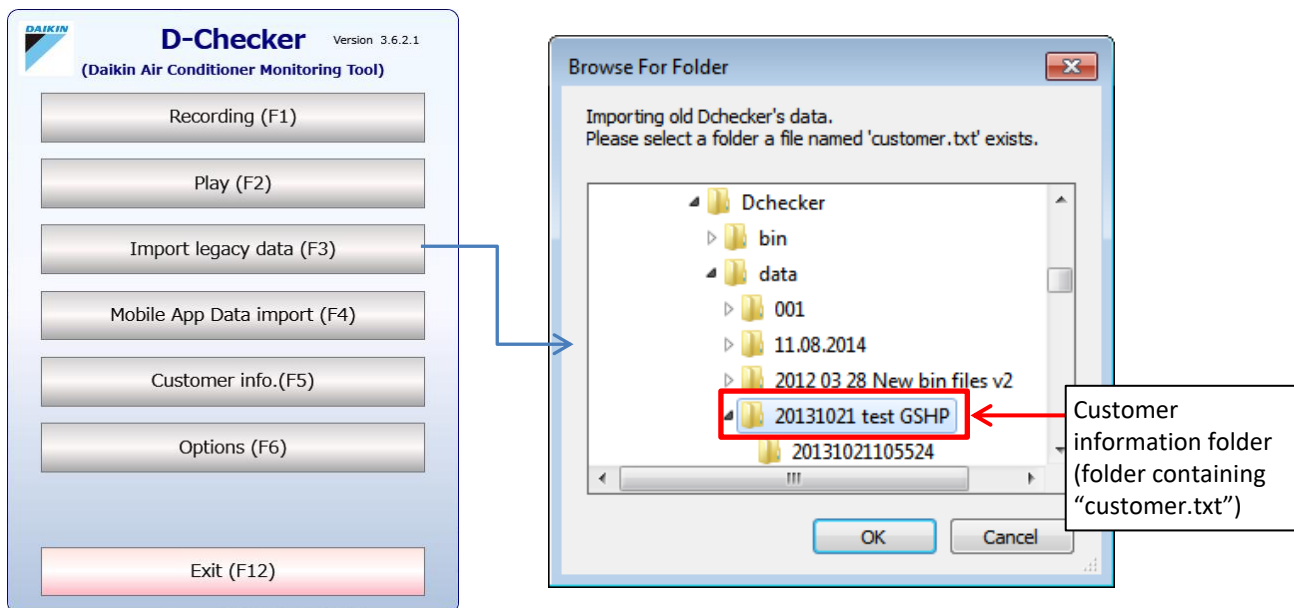 DAIKIN
D-Checker Version 3.6.2.1
(Daikin Air Conditioner Monitoring Tool)
Recording (F1)
Play (F2)
Import legacy data (F3)
Mobile App Data import (F4)
Customer info.(F5)
Options (F6)
Exit (F12)
Browse For Folder
Importing old Dchecker's data.
Please select a folder a file named 'customer.txt' exists.
Dchecker
bin
data
001
11.08.2014
2012 03 28 New bin files v2
20131021 test GSHP
20131021105524
OK Cancel
Customer
information folder
(folder containing
“customer.txt”)